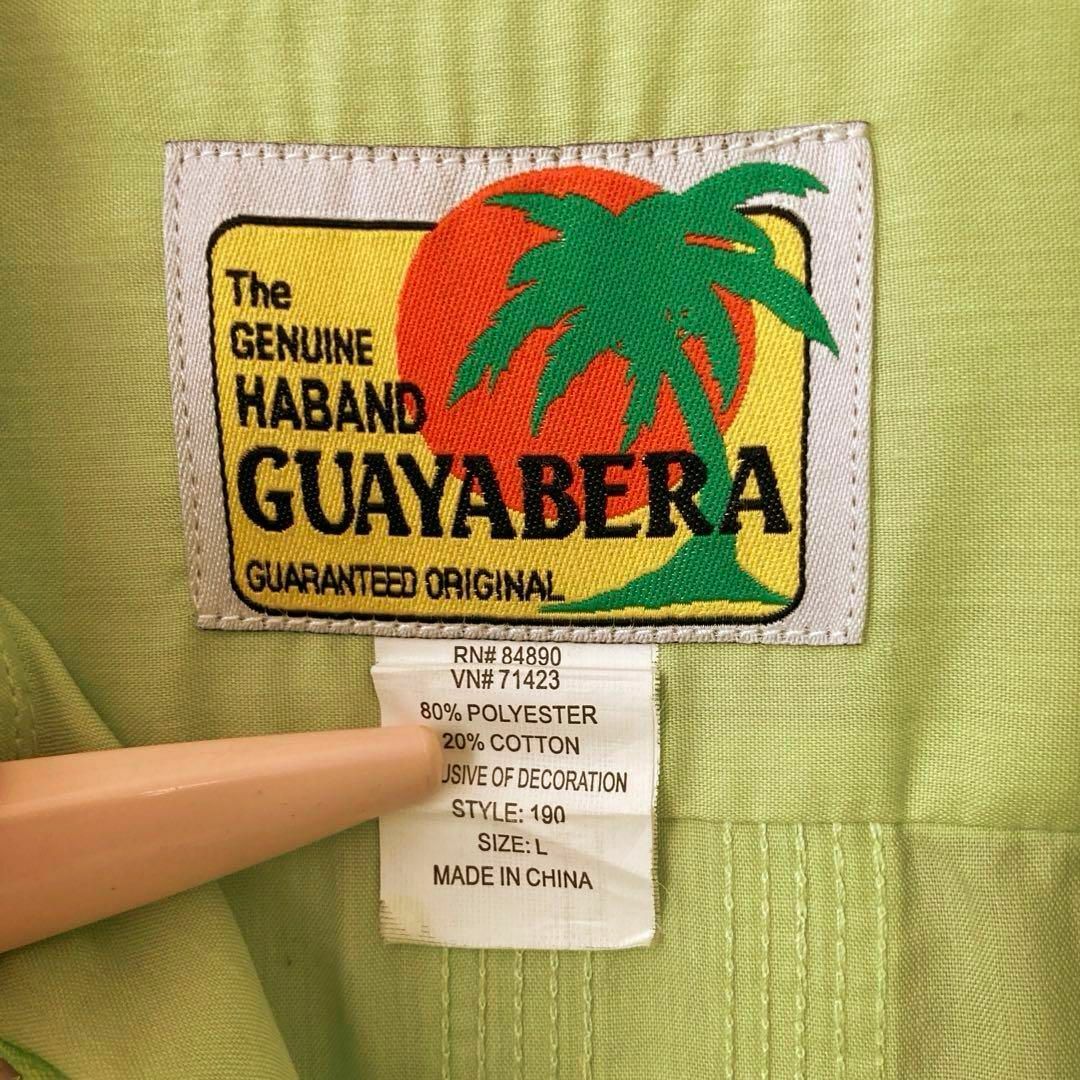 The
GENUINE
HABAND
GUAYABERA
GUARANTEED ORIGINAL
RN# 84890
VN# 71423
80% POLYESTER
20% COTTON
OF DECORATION
STYLE: 190
SIZE: L
MADE IN CHINA